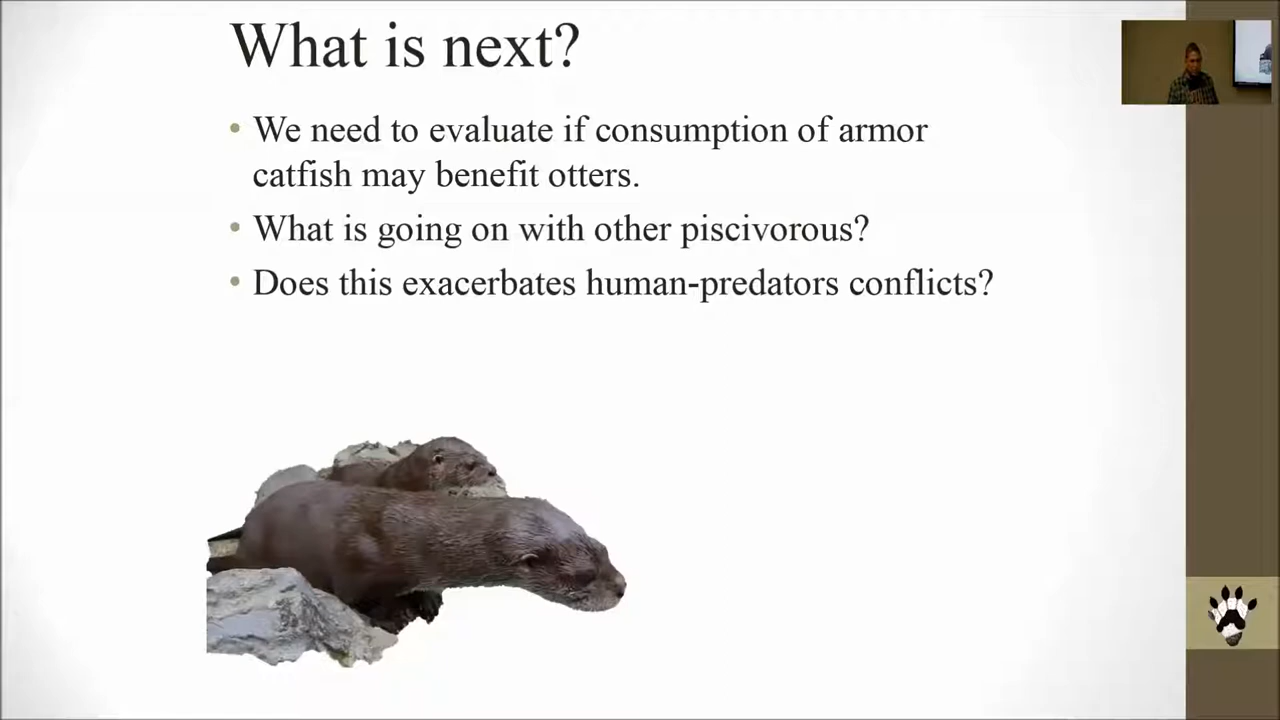 What is next?
• We need to evaluate if consumption of armor
catfish may benefit otters.
• What is going on with other piscivorous?
• Does this exacerbates human-predators conflicts?